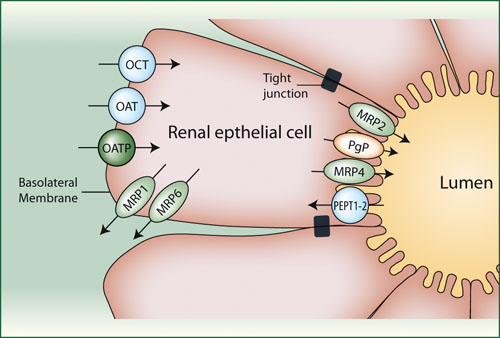 OCT
OAT
OATP
Basolateral
Membrane
MRP1
MRP6
Renal epthelial cell
Tight
junction
MRP2
PgP
MRP4
PEPT1-2
Lumen